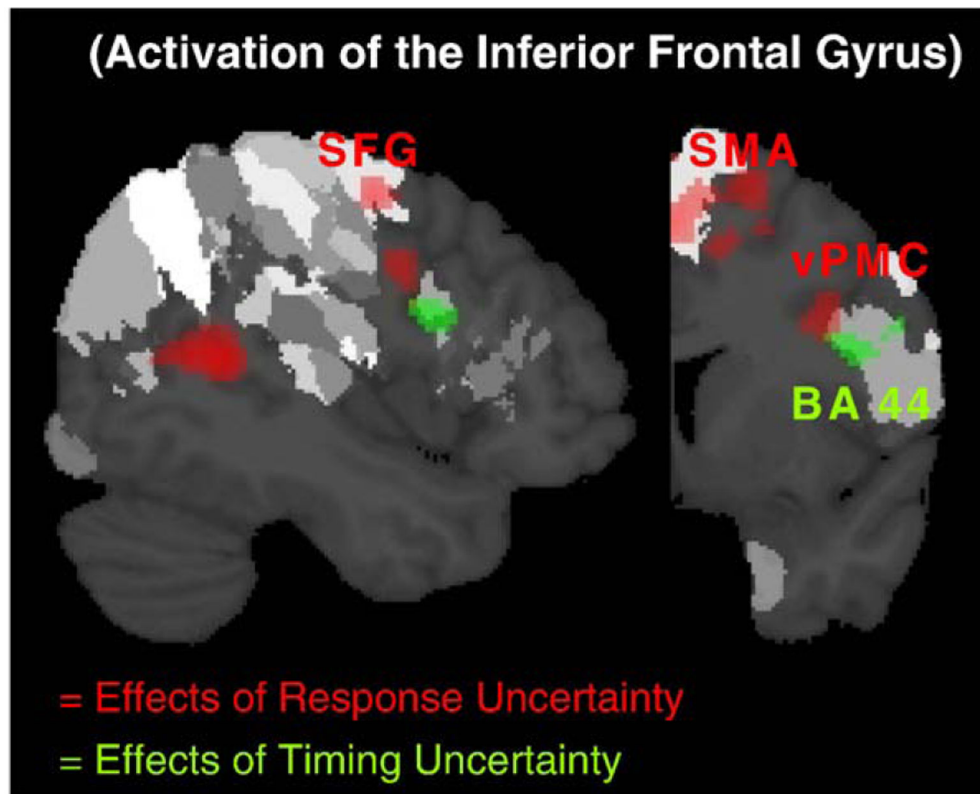 (Activation of the Inferior Frontal Gyrus)
SFG
SMA
vPMC
BA 44
= Effects of Response Uncertainty
= Effects of Timing Uncertainty